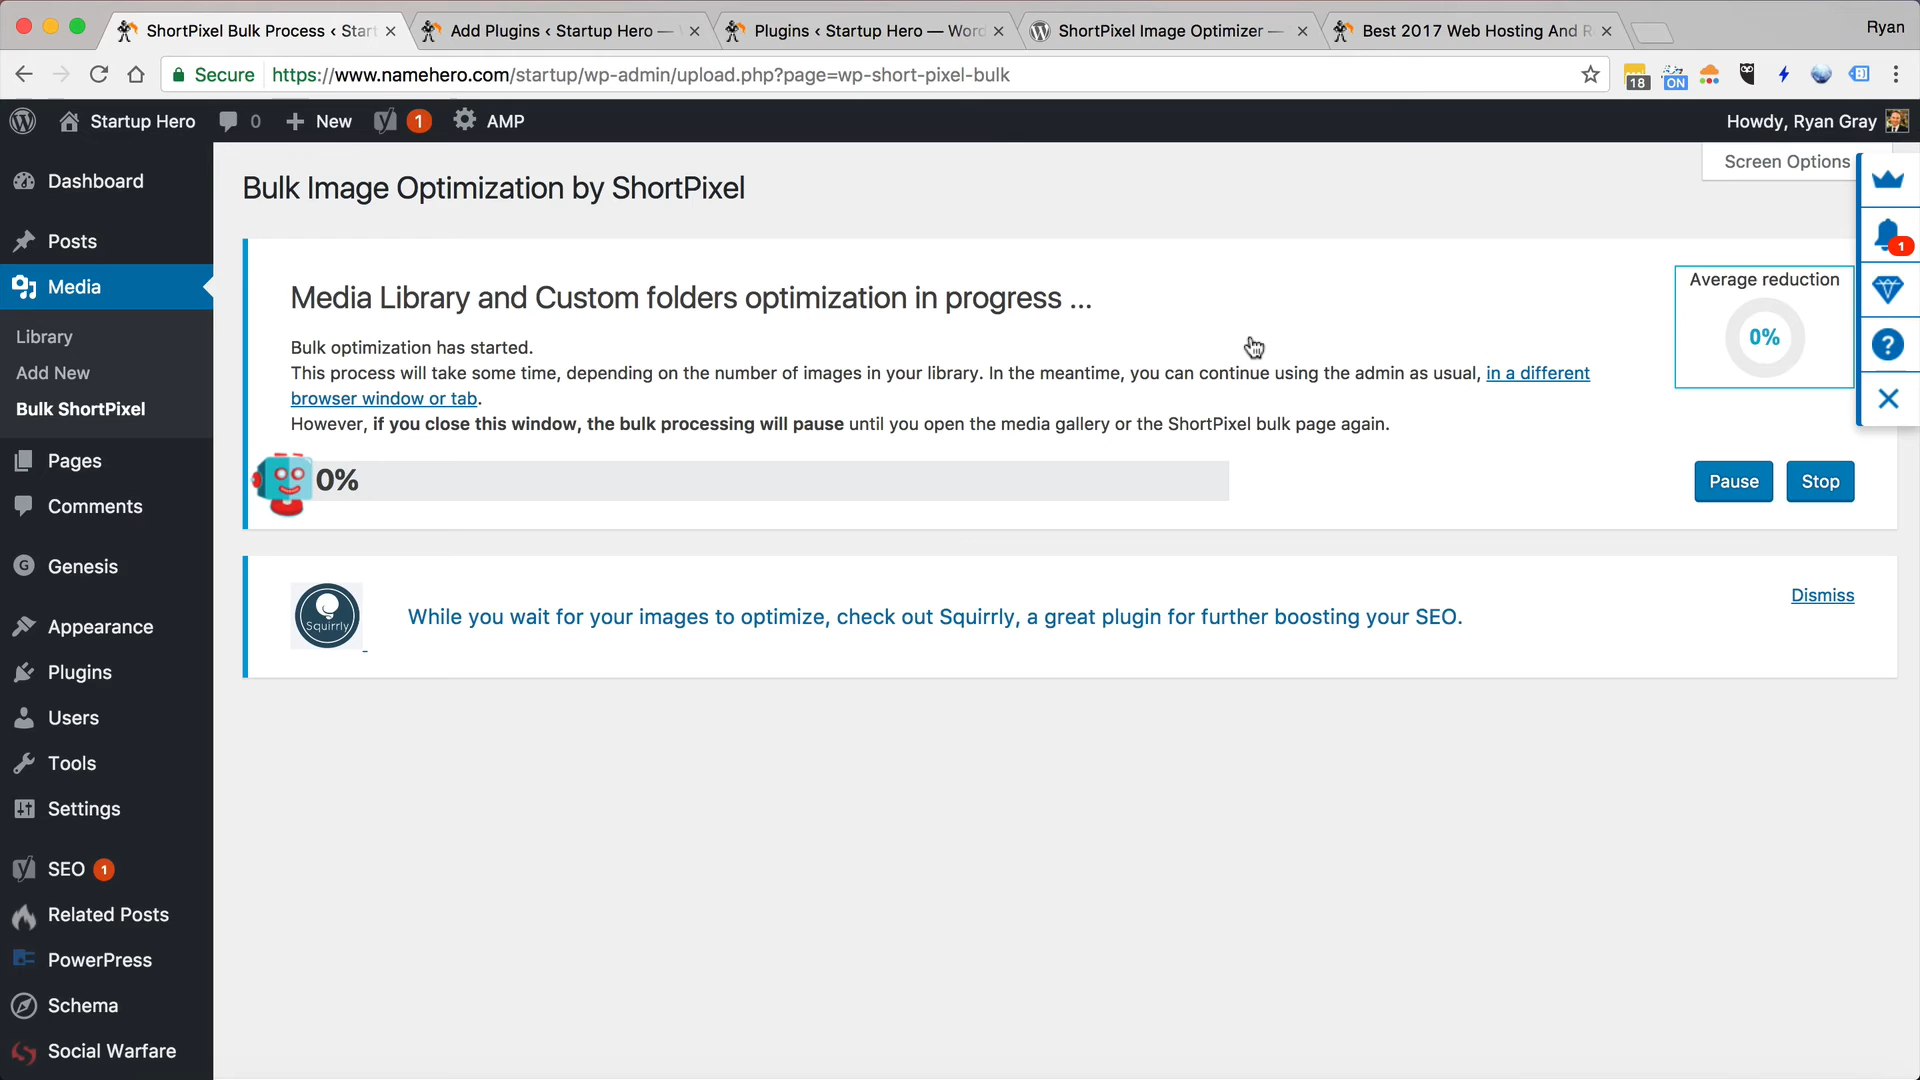 ShortPixel Bulk Process ‹ Start
Add Plugins ‹ Startup Hero —
Plugins ‹ Startup Hero — Word
ShortPixel Image Optimizer —
Best 2017 Web Hosting And R
Ryan
Secure
https://www.namehero.com/startup/wp-admin/upload.php?page=wp-short-pixel-bulk
18
ON
Startup Hero
0
New
1
AMP
Howdy, Ryan Gray
Screen Options
Dashboard
Posts
Media
Library
Add New
Bulk ShortPixel
Pages
Comments
Genesis
Appearance
Plugins
Users
Tools
Settings
SEO 1
Related Posts
PowerPress
Schema
Social Warfare
Bulk Image Optimization by ShortPixel
Media Library and Custom folders optimization in progress ...
Bulk optimization has started.
This process will take some time, depending on the number of images in your library. In the meantime, you can continue using the admin as usual, in a different
browser window or tab.
However, if you close this window, the bulk processing will pause until you open the media gallery or the ShortPixel bulk page again.
Average reduction
0%
0%
Pause
Stop
1
?
Squirrly
While you wait for your images to optimize, check out Squirrly, a great plugin for further boosting your SEO.
Dismiss